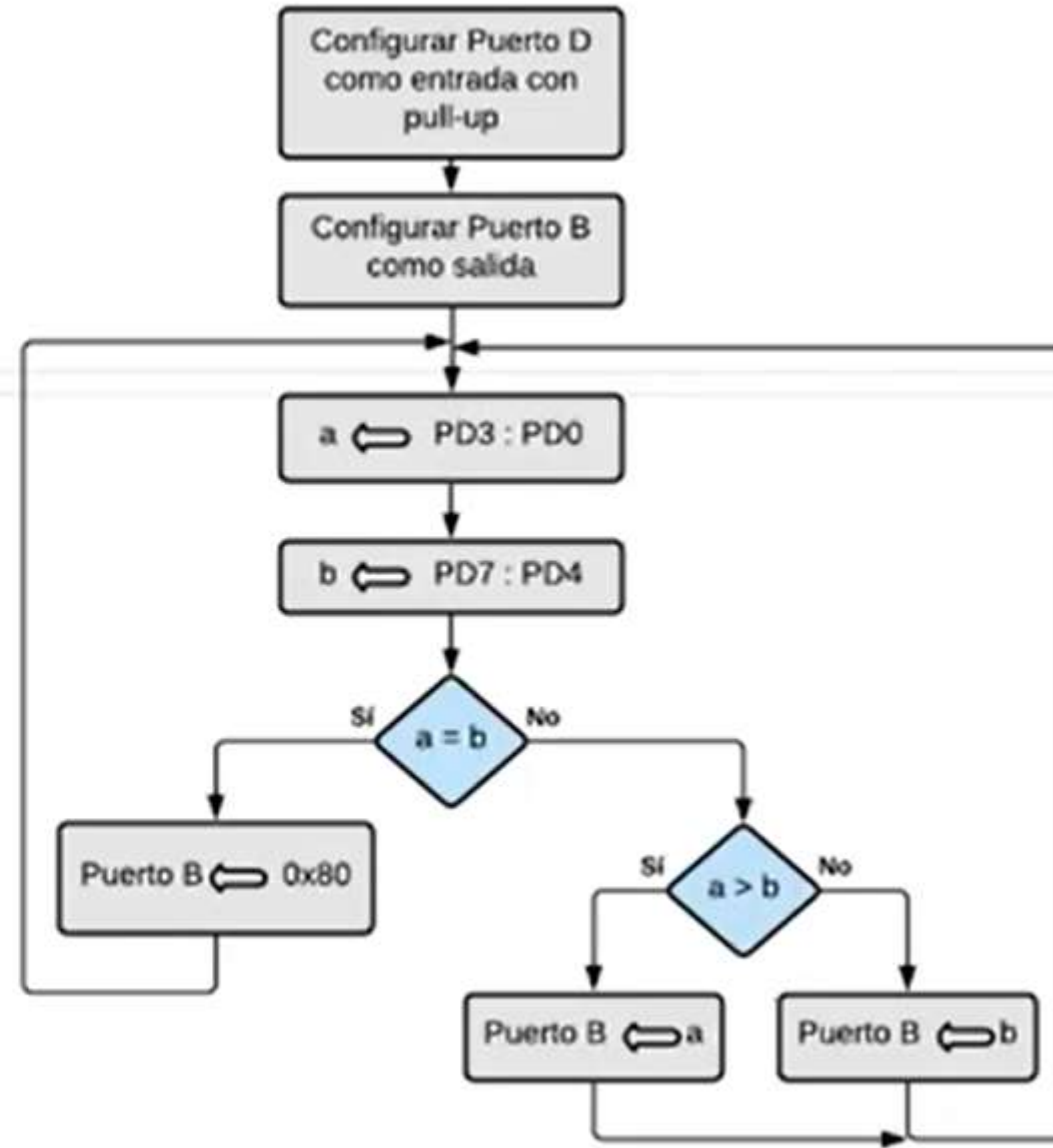 Configurar Puerto D
como entrada con
pull-up
Configurar Puerto B
como salida
a ⇐ PD3 : PD0
b ⇐ PD7 : PD4
Sí
a = b
No
Puerto B ⇐ 0x80
Sí
a > b
No
Puerto B ⇐ a
Puerto B ⇐ b